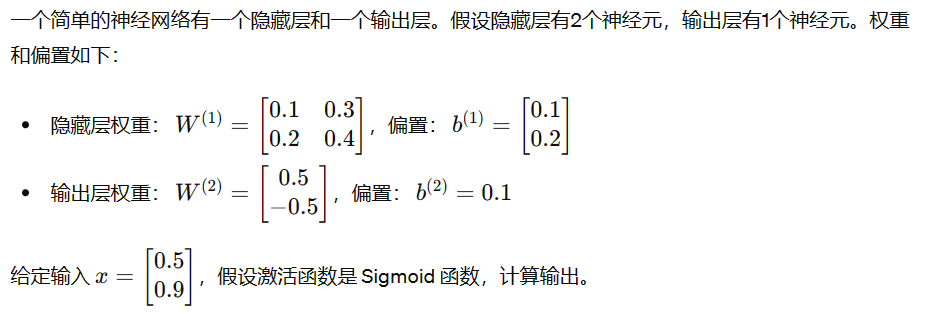 一个简单的神经网络有一个隐藏层和一个输出层。假设隐藏层有2个神经元，输出层有1个神经元。权重
和偏置如下：
• 隐藏层权重： $W^{(1)} = \begin{bmatrix} 0.1 & 0.3 \\ 0.2 & 0.4 \end{bmatrix}$，偏置： $b^{(1)} = \begin{bmatrix} 0.1 \\ 0.2 \end{bmatrix}$
• 输出层权重： $W^{(2)} = \begin{bmatrix} 0.5 \\ -0.5 \end{bmatrix}$，偏置： $b^{(2)} = 0.1$
给定输入 $x = \begin{bmatrix} 0.5 \\ 0.9 \end{bmatrix}$，假设激活函数是 Sigmoid 函数，计算输出。